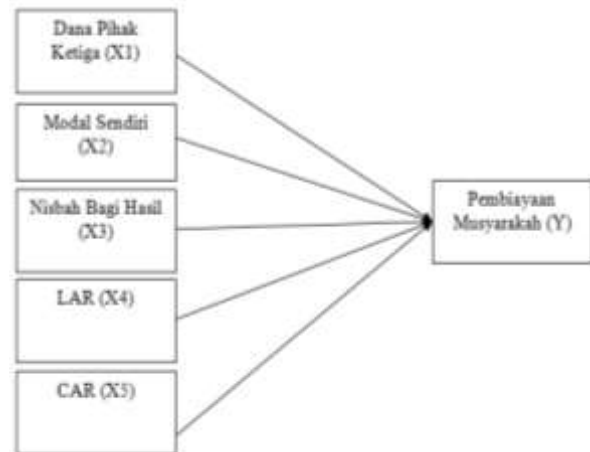 Dana Pihak
Ketiga (X1)
Modal Sendiri
(X2)
Nisbah Bagi Hasil
(X3)
LAR (X4)
CAR (X5)
Pembiayaan
Musyarakah (Y)